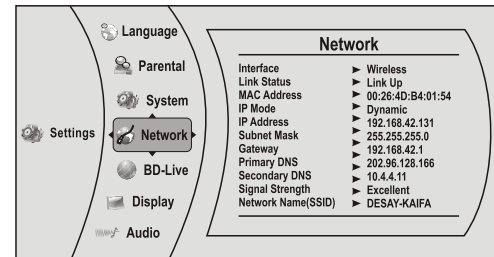 Settings
Language
Parental
System
Network
BD-Live
Display
Audio
Network
Interface Wireless
Link Status Link Up
MAC Address 00:26:4D:B4:01:54
IP Mode Dynamic
IP Address 192.168.42.131
Subnet Mask 255.255.255.0
Gateway 192.168.42.1
Primary DNS 202.96.128.166
Secondary DNS 10.4.4.11
Signal Strength Excellent
Network Name(SSID) DESAY-KAIFA